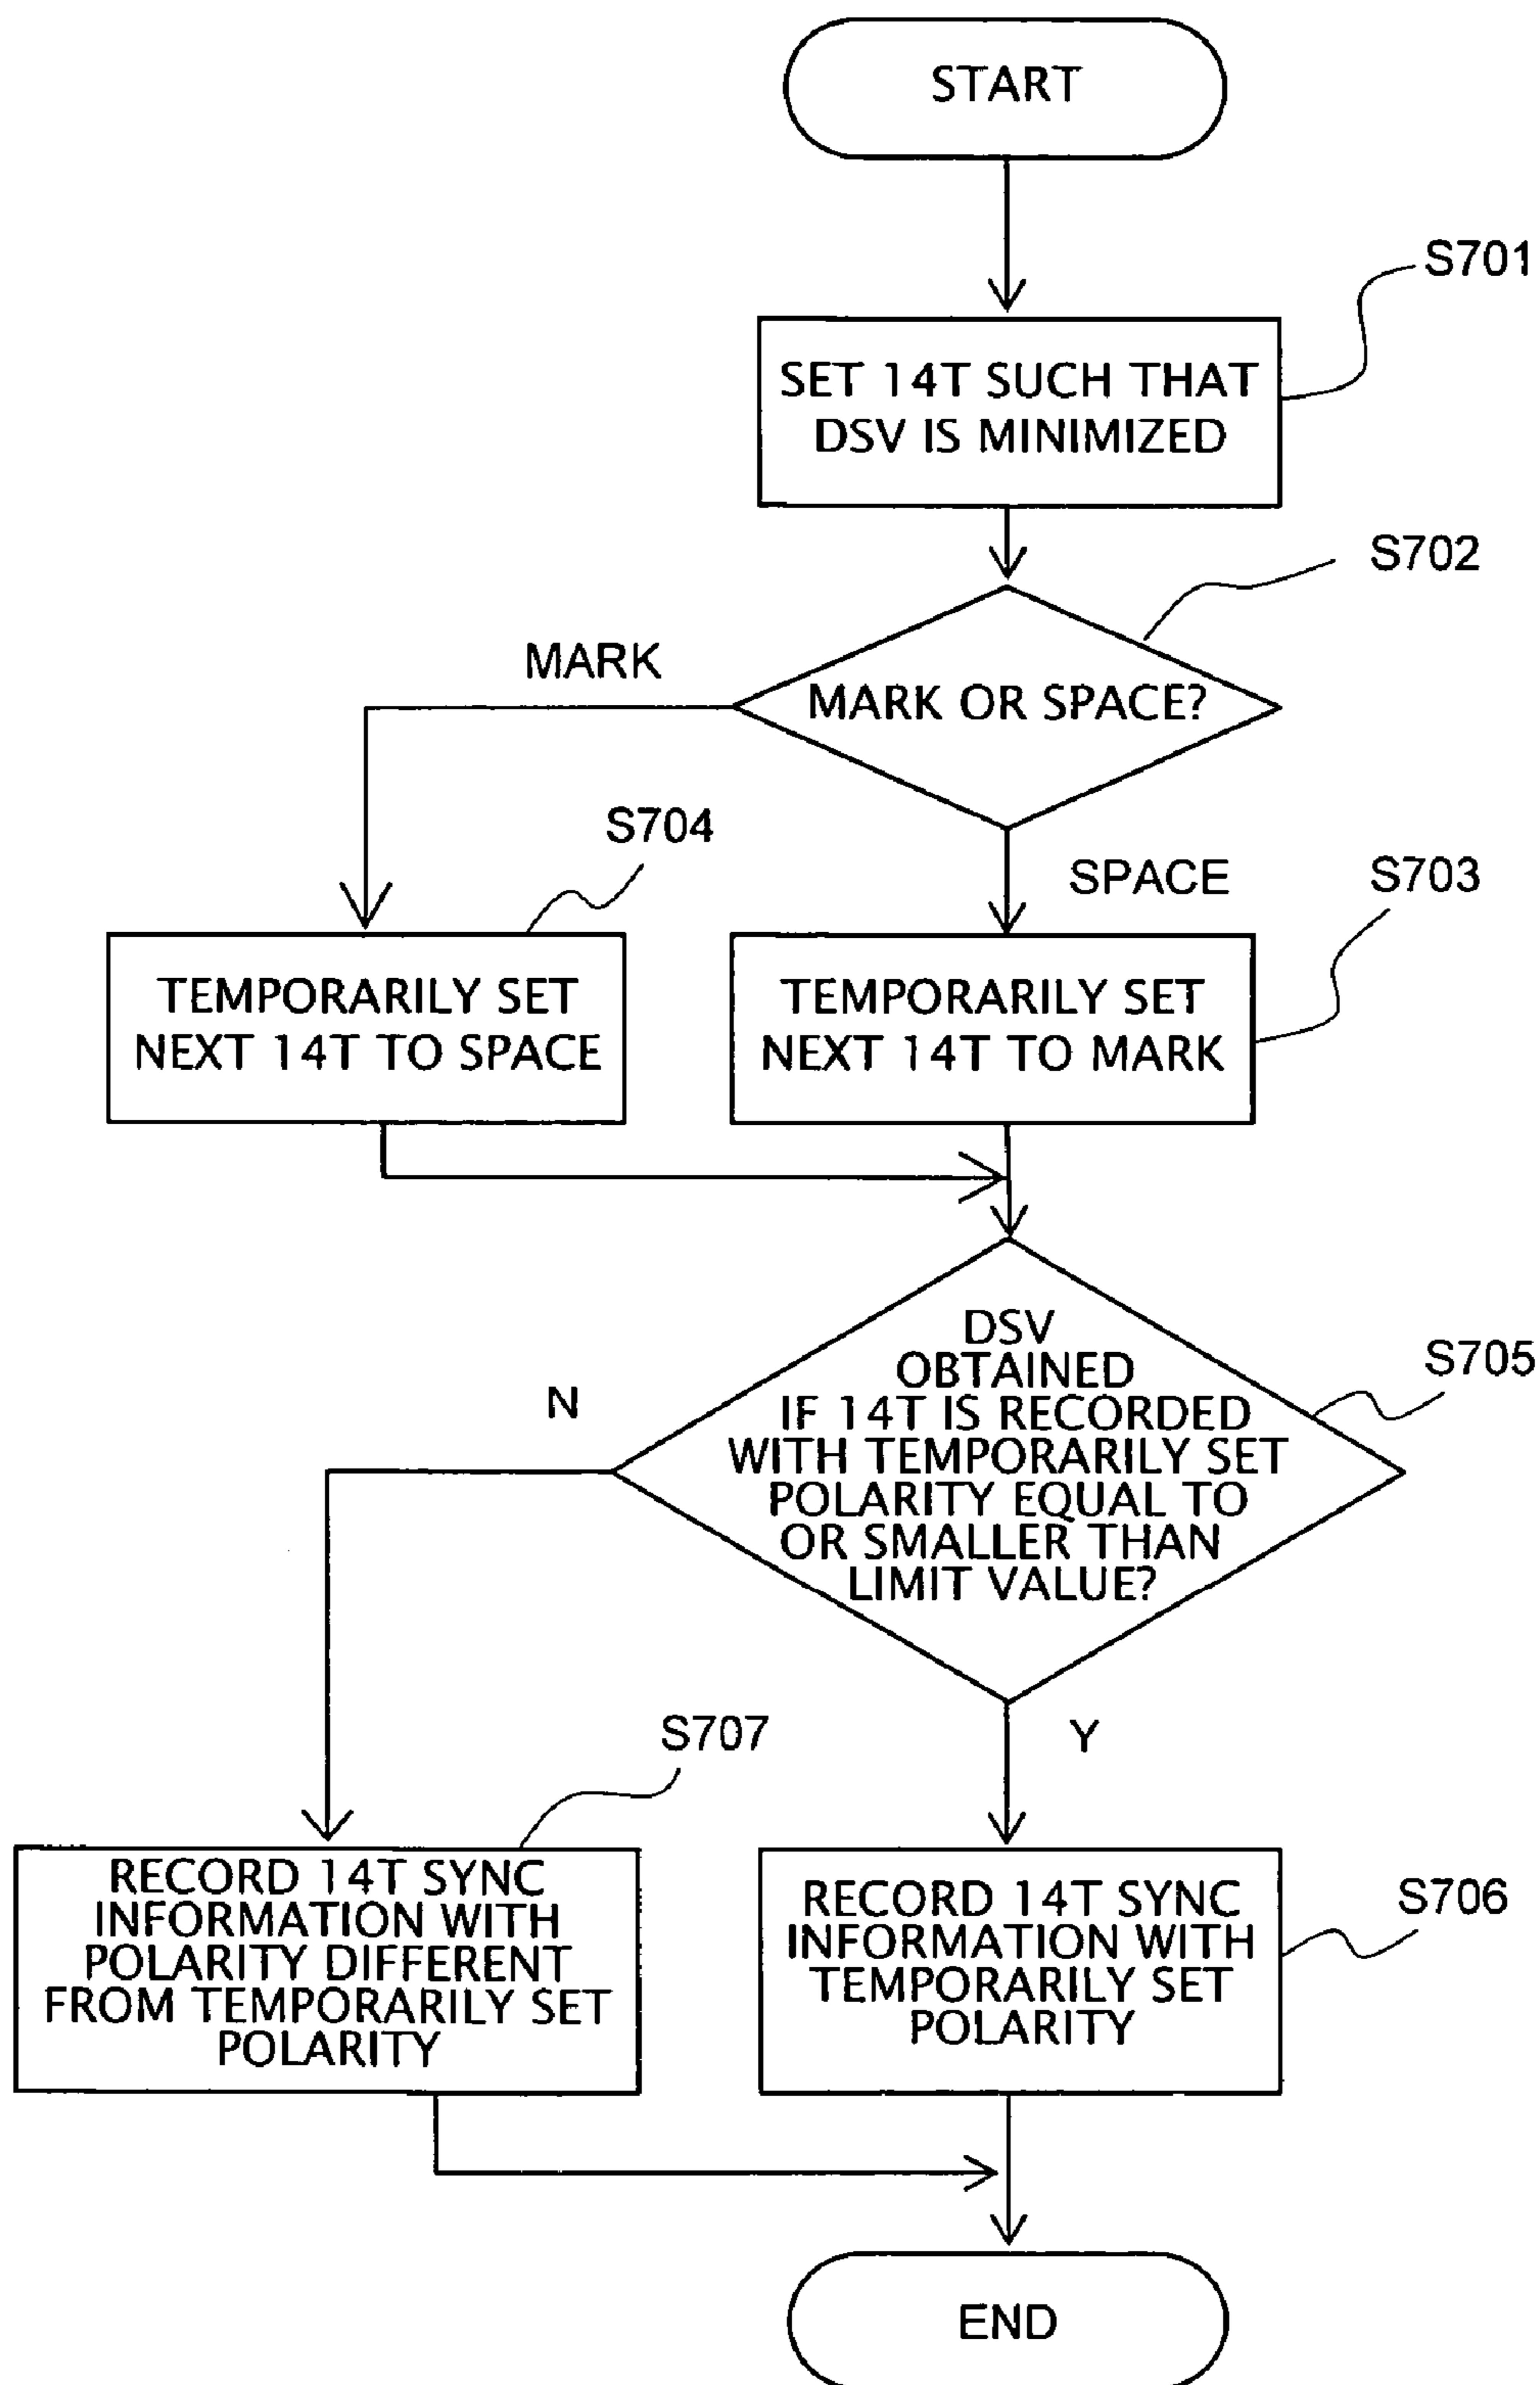 START
S701
SET 14T SUCH THAT
DSV IS MINIMIZED
S702
MARK
MARK OR SPACE?
S704
SPACE
S703
TEMPORARILY SET
NEXT 14T TO SPACE
TEMPORARILY SET
NEXT 14T TO MARK
DSV
OBTAINED
IF 14T IS RECORDED
WITH TEMPORARILY SET
POLARITY EQUAL TO
OR SMALLER THAN
LIMIT VALUE?
S705
N
Y
S707
RECORD 14T SYNC
INFORMATION WITH
POLARITY DIFFERENT
FROM TEMPORARILY SET
POLARITY
RECORD 14T SYNC
INFORMATION WITH
TEMPORARILY SET
POLARITY
S706
END